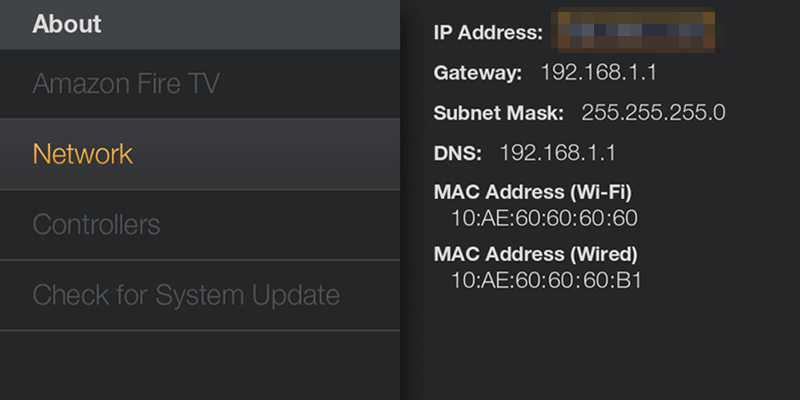 About
Amazon Fire TV
Network
Controllers
Check for System Update
IP Address:
Gateway: 192.168.1.1
Subnet Mask: 255.255.255.0
DNS: 192.168.1.1
MAC Address (Wi-Fi)
10:AE:60:60:60:60
MAC Address (Wired)
10:AE:60:60:60:B1